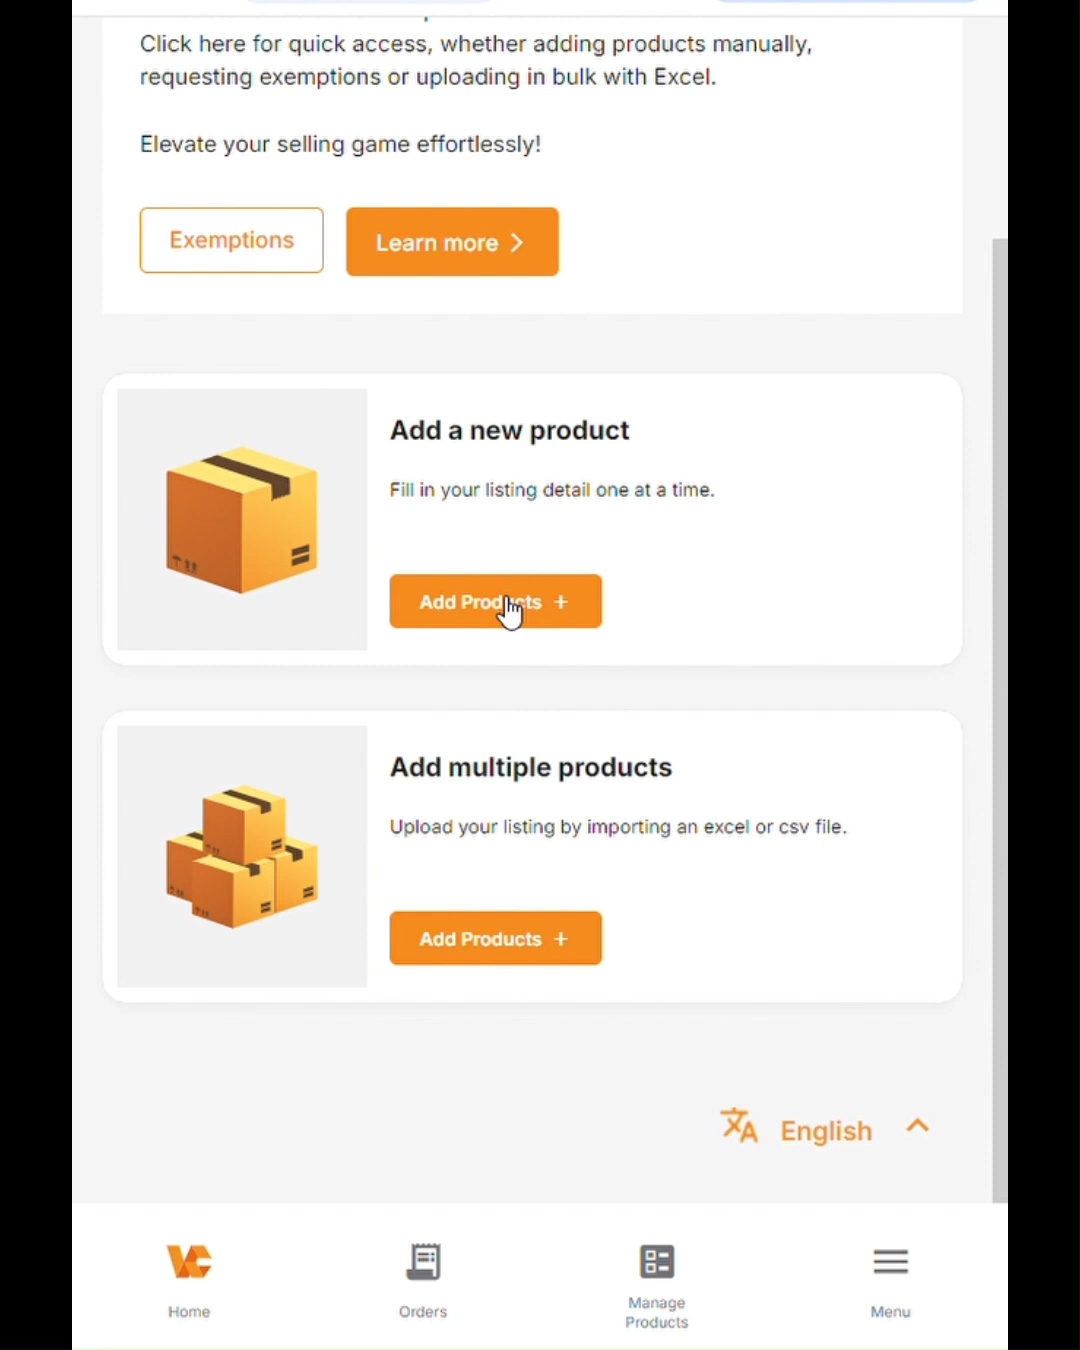 Click here for quick access, whether adding products manually,
requesting exemptions or uploading in bulk with Excel.
Elevate your selling game effortlessly!
Exemptions
Learn more
Add a new product
Fill in your listing detail one at a time.
Add Products +
Add multiple products
Upload your listing by importing an excel or csv file.
Add Products +
English
Home
Orders
Manage
Products
Menu